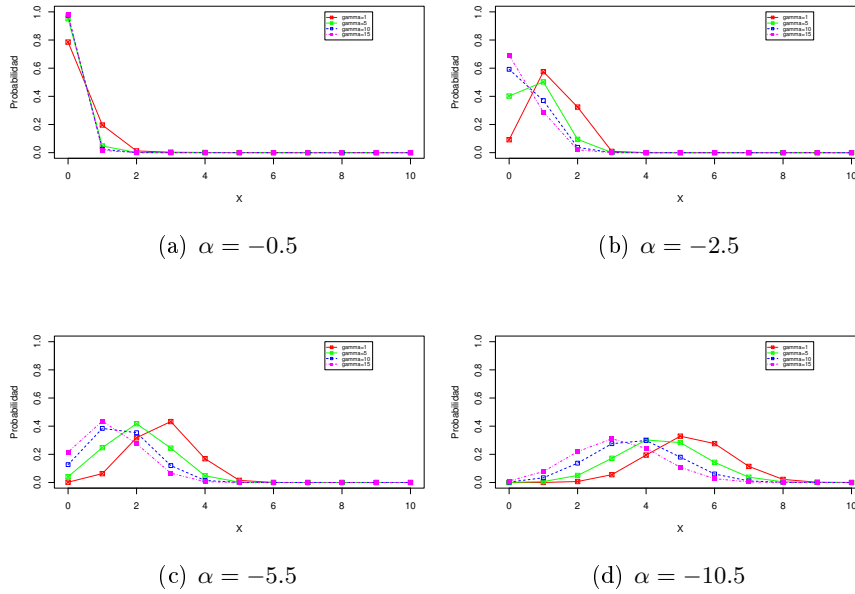 Probabilidad
0.0 0.2 0.4 0.6 0.8 1.0
gamma=1
gamma=5
gamma=10
gamma=15
0 2 4 6 8 10
X
(a) α = −0.5
Probabilidad
0.0 0.2 0.4 0.6 0.8 1.0
gamma=1
gamma=5
gamma=10
gamma=15
0 2 4 6 8 10
X
(b) α = −2.5
Probabilidad
0.0 0.2 0.4 0.6 0.8 1.0
gamma=1
gamma=5
gamma=10
gamma=15
0 2 4 6 8 10
X
(c) α = −5.5
Probabilidad
0.0 0.2 0.4 0.6 0.8 1.0
gamma=1
gamma=5
gamma=10
gamma=15
0 2 4 6 8 10
X
(d) α = −10.5